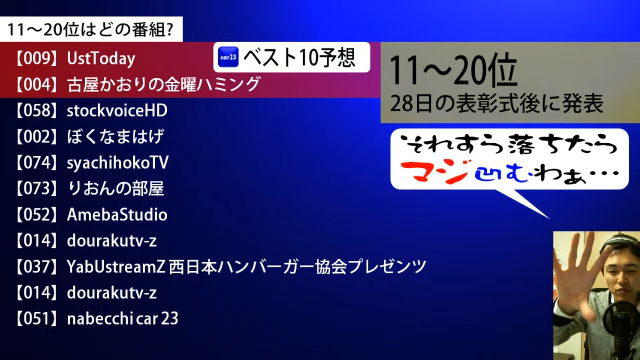 11〜20位はどの番組?
【009】UstToday
【004】古屋かおりの金曜ハミング
【058】stockvoiceHD
【002】ぼくなまはげ
【074】syachihokoTV
【073】りおんの部屋
【052】AmebaStudio
【014】dourakutv-z
【037】YabUstreamZ 西日本ハンバーガー協会プレゼンツ
【014】dourakutv-z
【051】nabecchi car 23
car23 ベスト10予想
11〜20位
28日の表彰式後に発表
それすら落ちたら
マジ凹むわぁ…